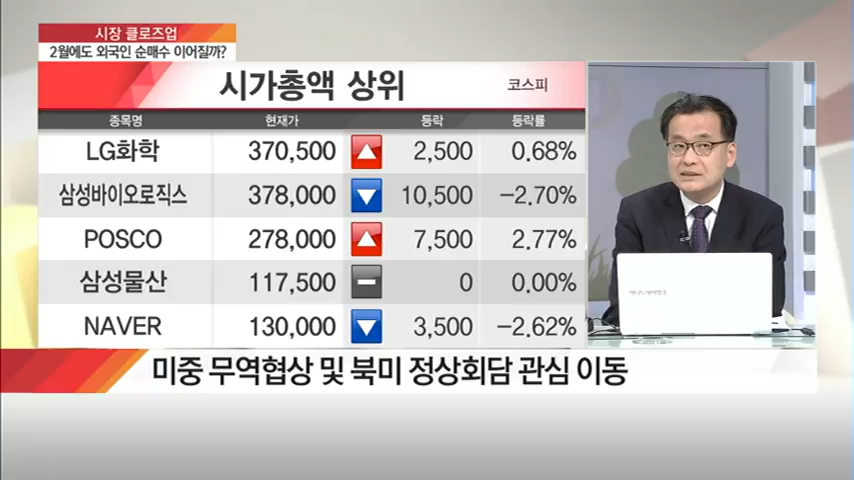 시장 클로즈업
2월에도 외국인 순매수 이어질까?
시가총액 상위 코스피
종목명 현재가 등락 등락률
LG화학 370,500 2,500 0.68%
삼성바이오로직스 378,000 10,500 -2.70%
POSCO 278,000 7,500 2.77%
삼성물산 117,500 0 0.00%
NAVER 130,000 3,500 -2.62%
미중 무역협상 및 북미 정상회담 관심 이동